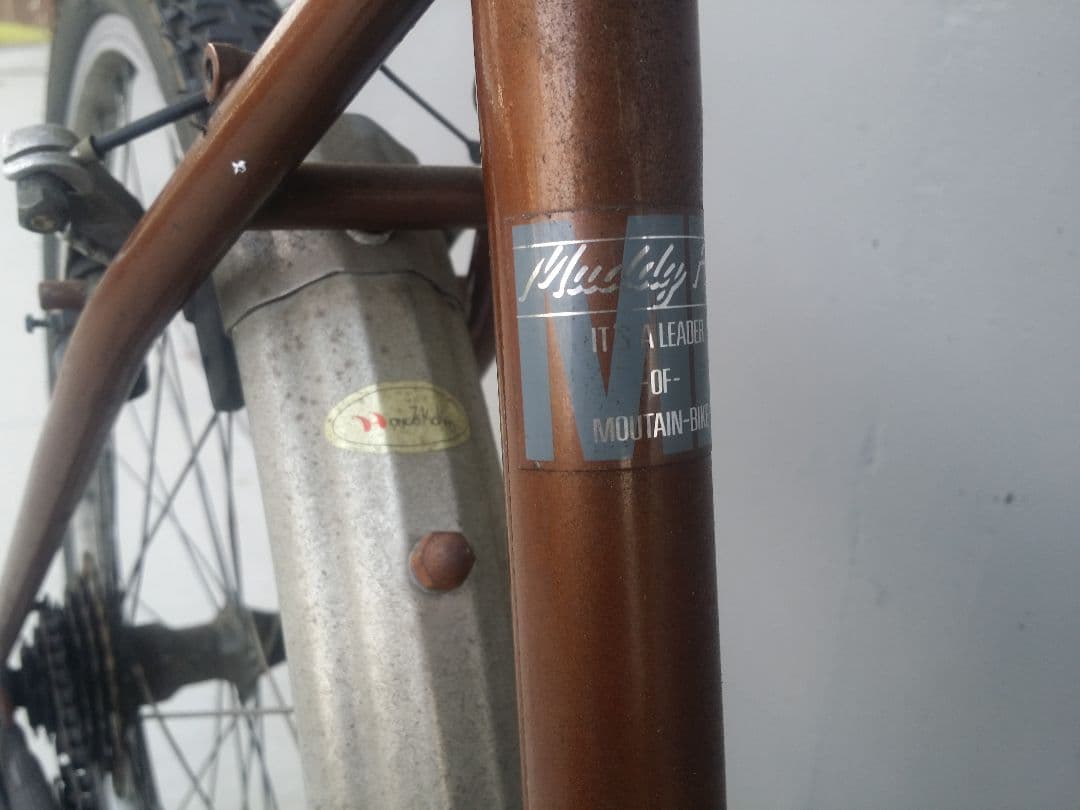 Muddy
IT'S A LEADER
-OF-
MOUTAIN-BIKE